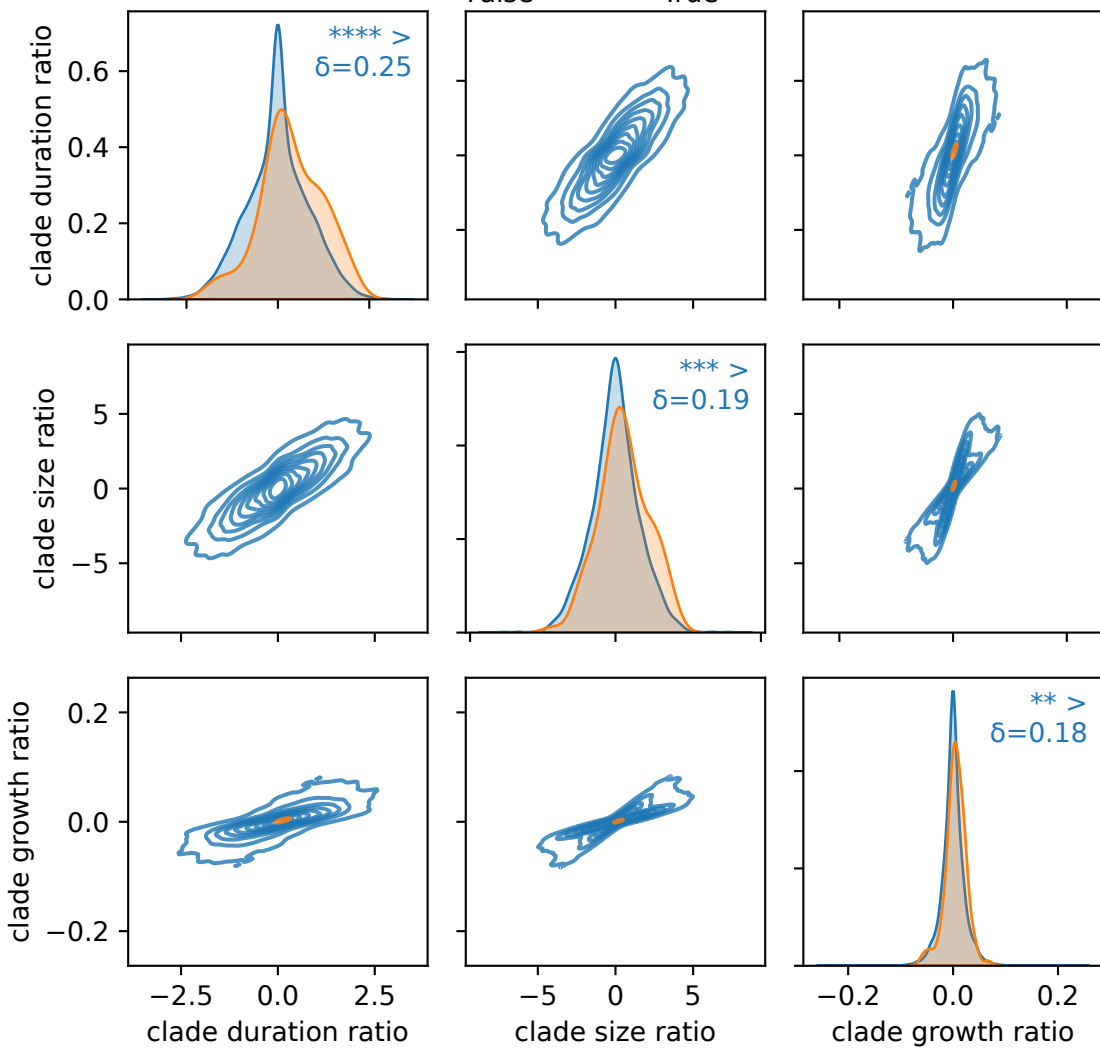 clade duration ratio
0.6
0.4
0.2
0.0
**** >
δ=0.25
clade size ratio
5
0
−5
*** >
δ=0.19
clade growth ratio
0.2
0.0
−0.2
** >
δ=0.18
−2.5 0.0 2.5
−5 0 5
−0.2 0.0 0.2
clade duration ratio
clade size ratio
clade growth ratio